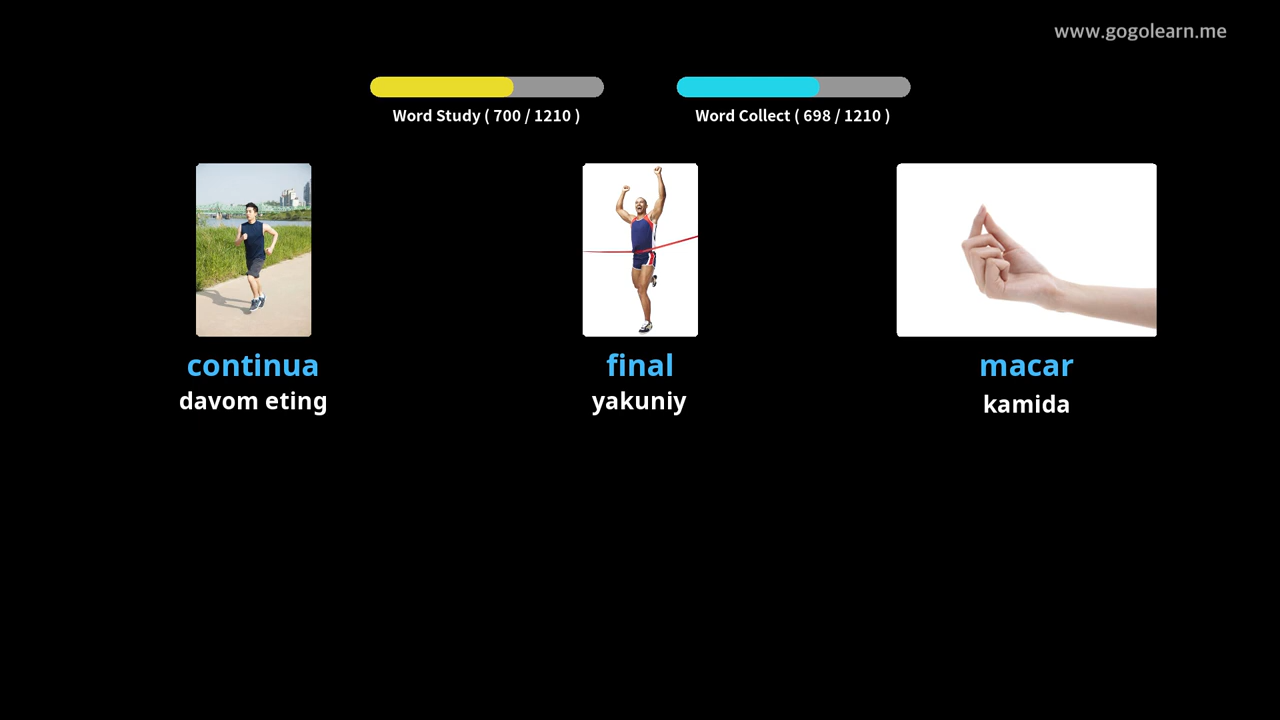 www.gogolearn.me
Word Study ( 700 / 1210 )
Word Collect ( 698 / 1210 )
continua
davom eting
final
yakuniy
macar
kamida